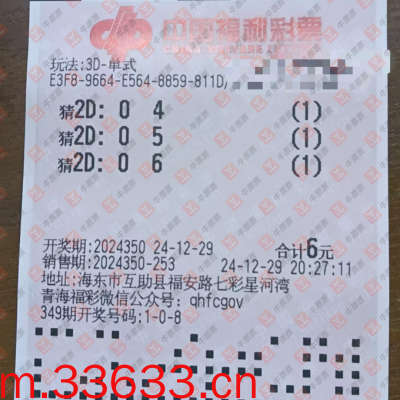 中国福利彩票
玩法:3D-单式
E3F8-9664-E564-8859-811D/
猜2D: 0 4 (1)
猜2D: 0 5 (1)
猜2D: 0 6 (1)
开奖期:2024350 24-12-29 合计6元
销售期:2024350-253 24-12-29 20:27:11
地址:海东市互助县福安路七彩星河湾
青海福彩微信公众号: qhfcgov
349期开奖号码:1-0-8
m.33633.cn